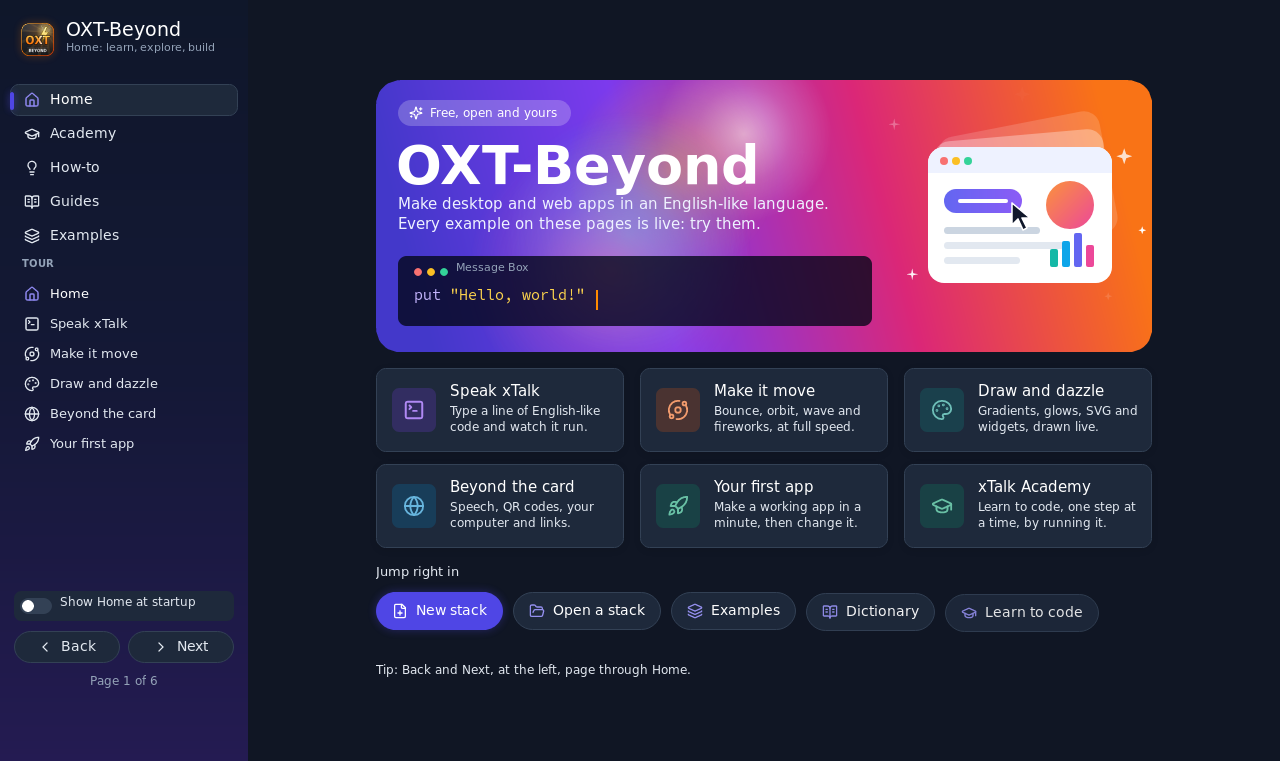 OXT
BEYOND
OXT-Beyond
Home: learn, explore, build
Home
Academy
How-to
Guides
Examples
TOUR
Home
Speak xTalk
Make it move
Draw and dazzle
Beyond the card
Your first app
Show Home at startup
Back
Next
Page 1 of 6
Free, open and yours
OXT-Beyond
Make desktop and web apps in an English-like language.
Every example on these pages is live: try them.
Message Box
put "Hello, world!"
Speak xTalk
Type a line of English-like
code and watch it run.
Make it move
Bounce, orbit, wave and
fireworks, at full speed.
Draw and dazzle
Gradients, glows, SVG and
widgets, drawn live.
Beyond the card
Speech, QR codes, your
computer and links.
Your first app
Make a working app in a
minute, then change it.
xTalk Academy
Learn to code, one step at
a time, by running it.
Jump right in
New stack
Open a stack
Examples
Dictionary
Learn to code
Tip: Back and Next, at the left, page through Home.